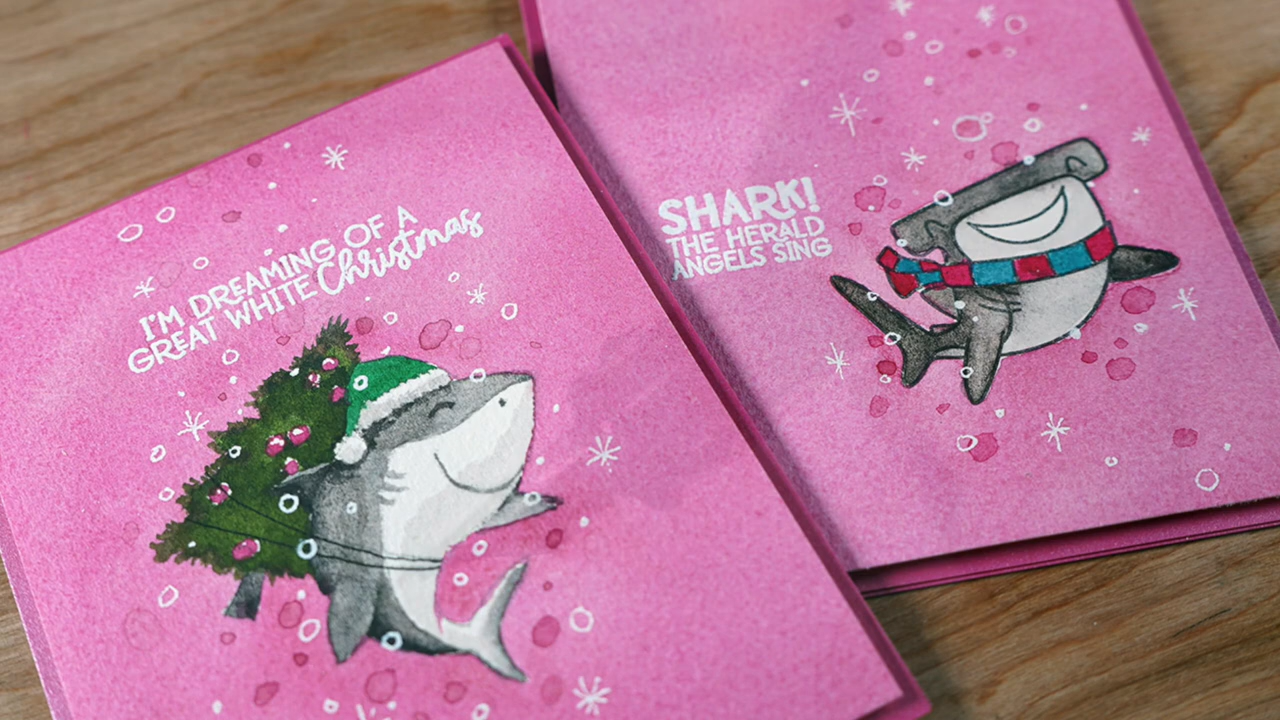 I'M DREAMING OF A
GREAT WHITE Christmas
SHARK!
THE HERALD
ANGELS SING